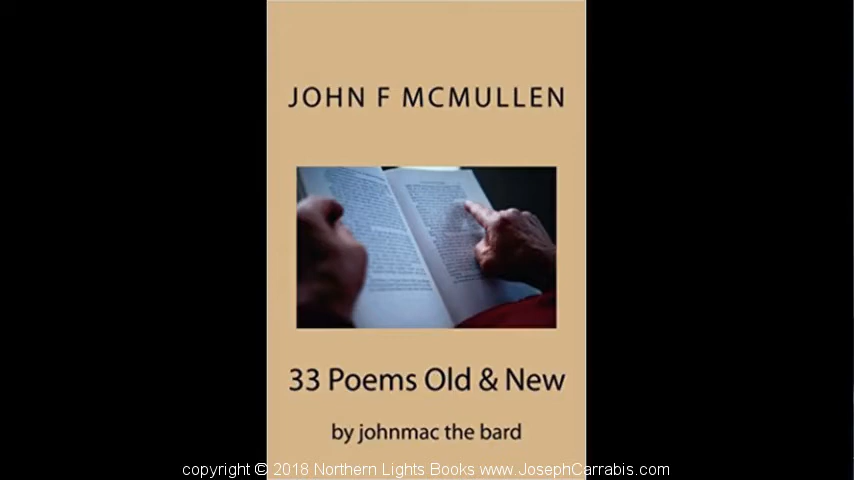 JOHN F MCMULLEN
33 Poems Old & New
by johnmac the bard
copyright © 2018 Northern Lights Books www.JosephCarrabis.com